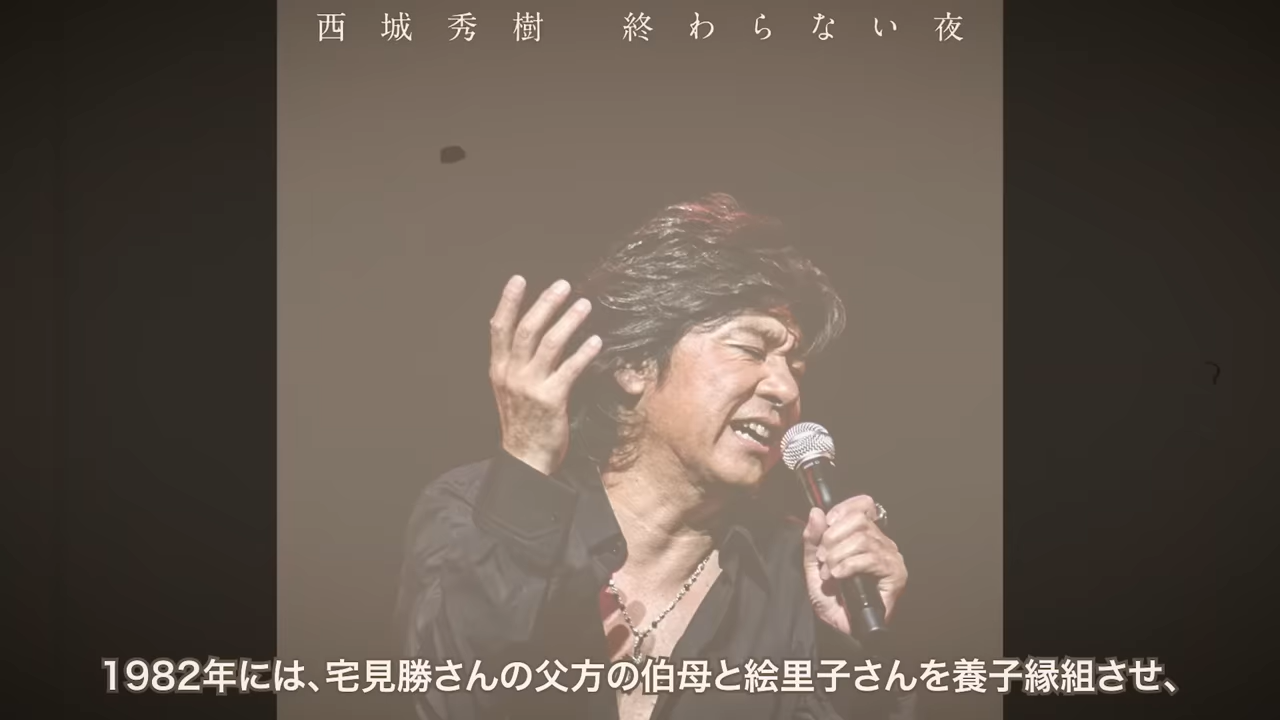 西城秀樹 終わらない夜
1982年には、宅見勝さんの父方の伯母と絵里子さんを養子縁組させ、